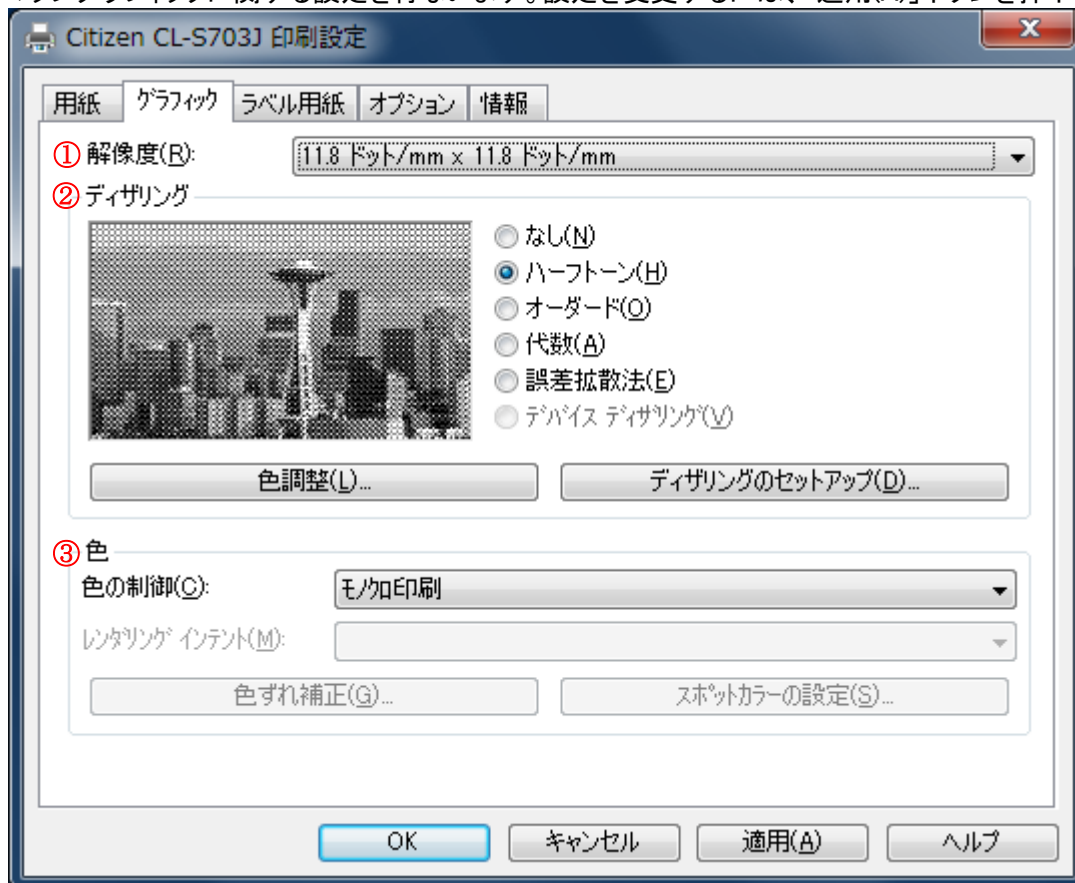 Citizen CL-S703J 印刷設定
用紙 グラフィック ラベル用紙 オプション 情報
① 解像度(R): 11.8 ドット/mm x 11.8 ドット/mm
② ディザリング
なし(N)
ハーフトーン(H)
オーダード(O)
代数(A)
誤差拡散法(E)
デバイス ディザリング(V)
色調整(L)... ディザリングのセットアップ(D)...
③ 色
色の制御(C): モノクロ印刷
レンダリング インテント(M):
色ずれ補正(G)... スポットカラーの設定(S)...
OK キャンセル 適用(A) ヘルプ